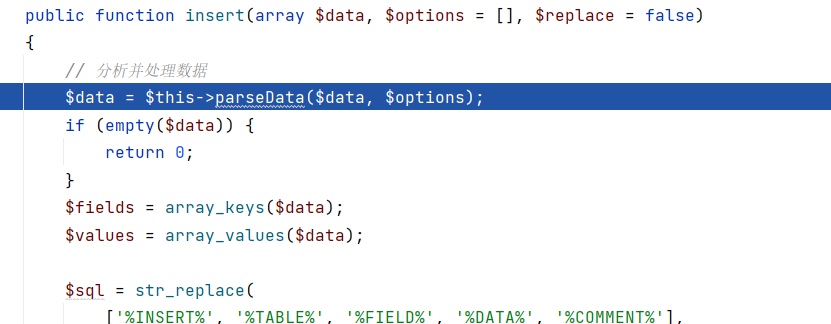 public function insert(array $data, $options = [], $replace = false)
{
// 分析并处理数据
$data = $this->parseData($data, $options);
if (empty($data)) {
return 0;
}
$fields = array_keys($data);
$values = array_values($data);
$sql = str_replace(
['%INSERT%', '%TABLE%', '%FIELD%', '%DATA%', '%COMMENT%'],